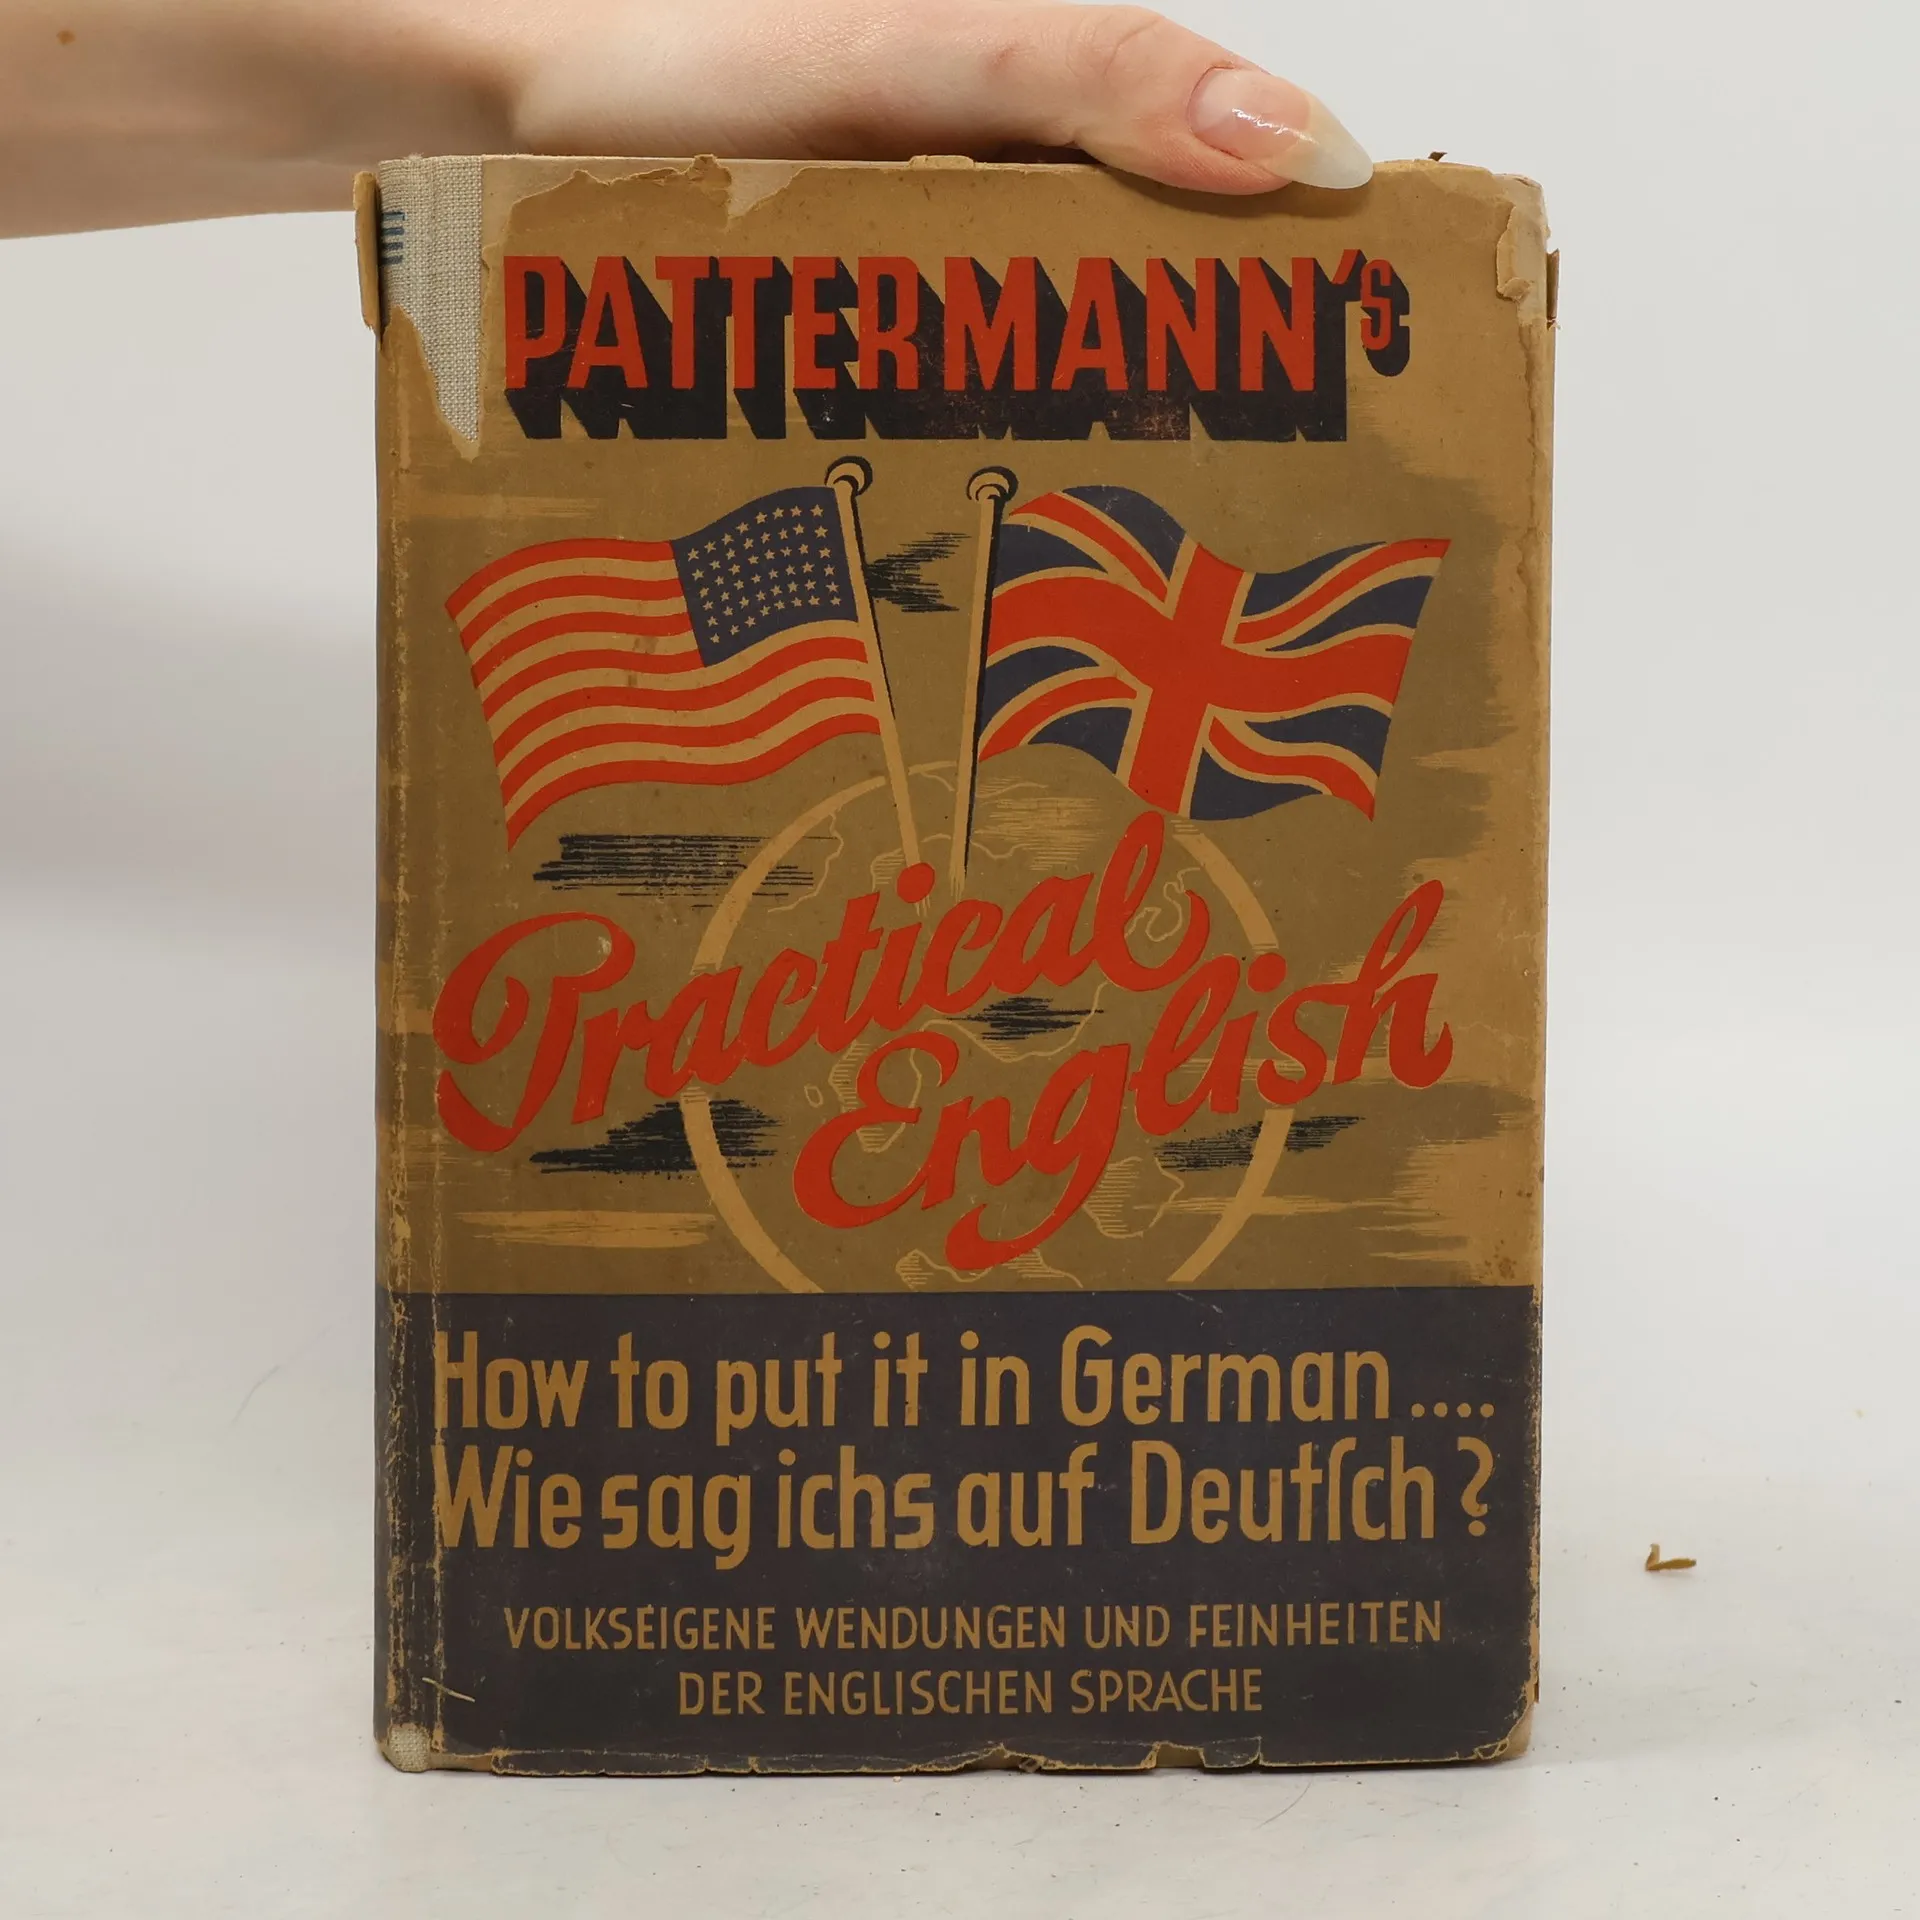 PATTERMANN's
Practical
English
How to put it in German ....
Wie sag ichs auf Deutſch?
VOLKSEIGENE WENDUNGEN UND FEINHEITEN
DER ENGLISCHEN SPRACHE